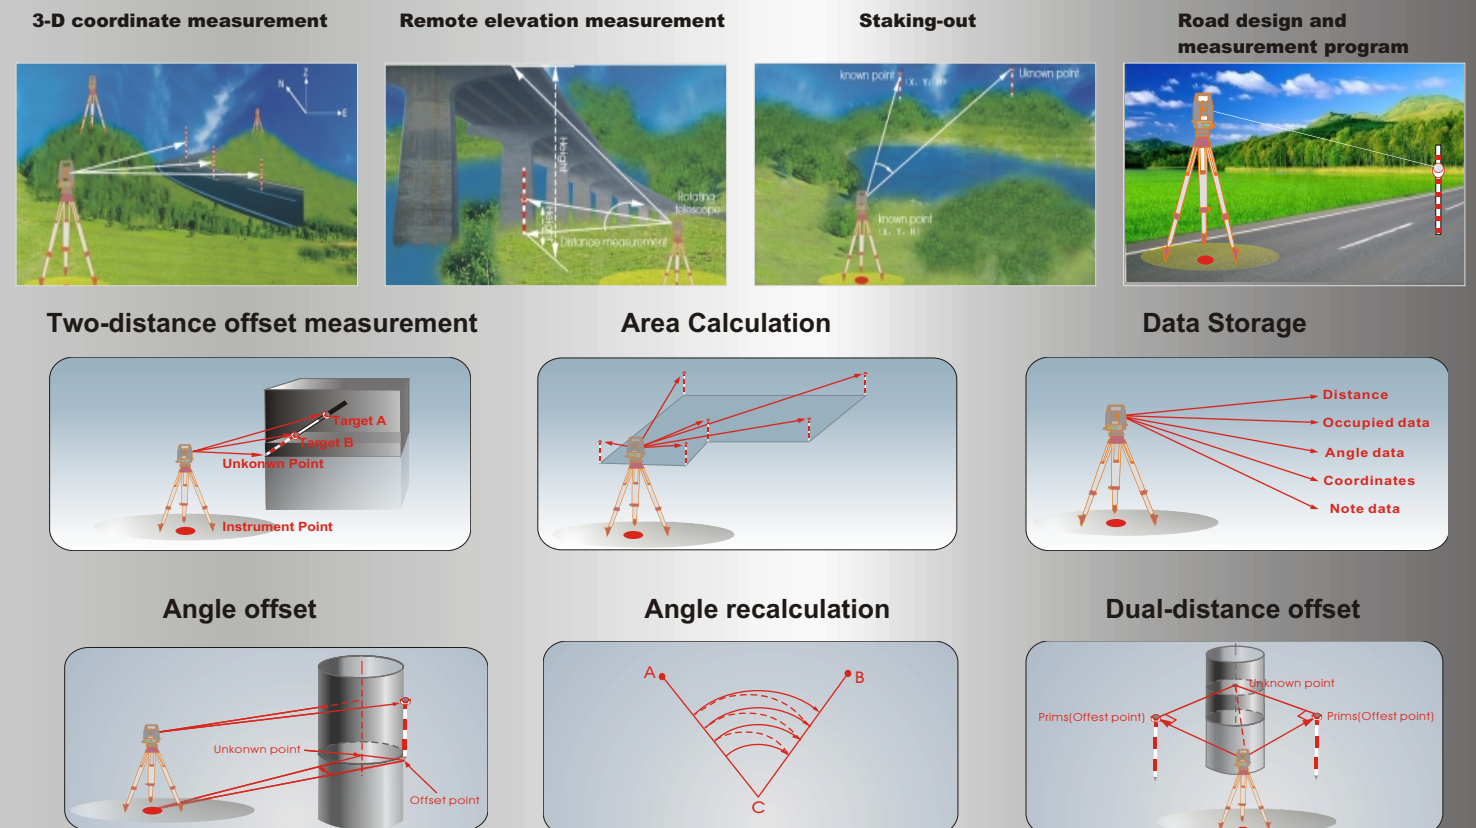 3-D coordinate measurement
Remote elevation measurement
Staking-out
Road design and
measurement program
Z
N
E
Height
Height
Rotating
telescope
Distance measurement
known point
(X, Y, H)
Uknown point
known point
(X, Y, H)
Two-distance offset measurement
Area Calculation
Data Storage
Target A
Target B
Unkonwn Point
Instrument Point
Distance
Occupied data
Angle data
Coordinates
Note data
Angle offset
Angle recalculation
Dual-distance offset
Unkonwn point
Offset point
A
B
C
Unknown point
Prims(Offest point)
Prims(Offest point)